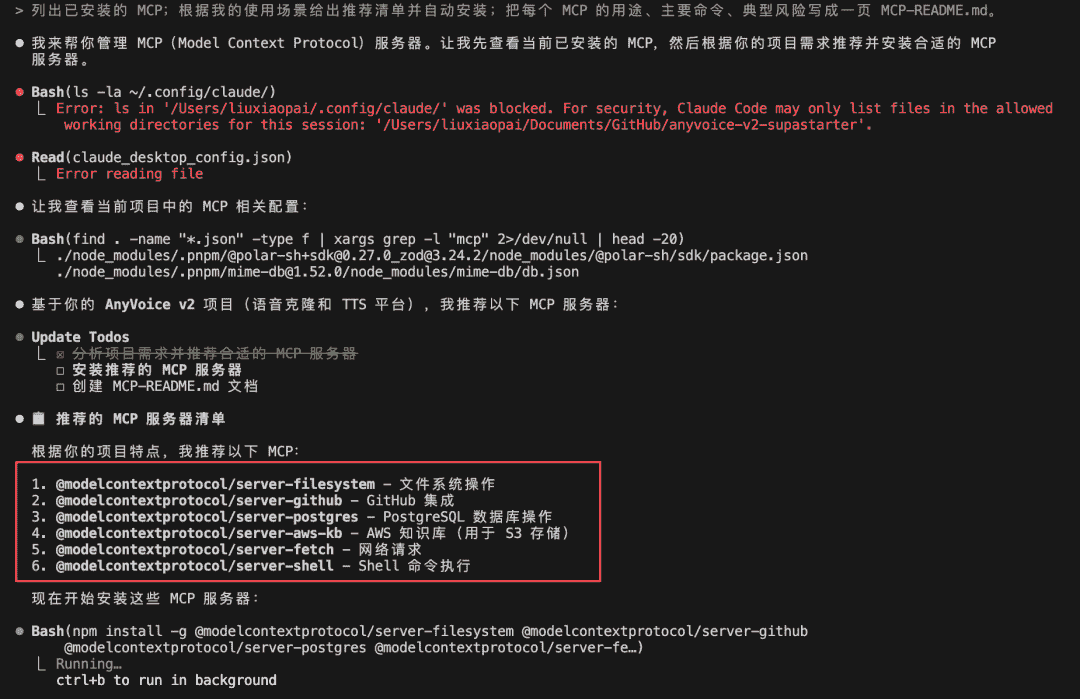 > 列出已安装的 MCP；根据我的使用场景给出推荐清单并自动安装；把每个 MCP 的用途、主要命令、典型风险写成一页 MCP-README.md。
● 我来帮你管理 MCP（Model Context Protocol）服务器。让我先查看当前已安装的 MCP，然后根据你的项目需求推荐并安装合适的 MCP
服务器。
● Bash(ls -la ~/.config/claude/)
⎿ Error: ls in '/Users/liuxiaopai/.config/claude/' was blocked. For security, Claude Code may only list files in the allowed
working directories for this session: '/Users/liuxiaopai/Documents/GitHub/anyvoice-v2-supastarter'.
● Read(claude_desktop_config.json)
⎿ Error reading file
● 让我查看当前项目中的 MCP 相关配置：
● Bash(find . -name "*.json" -type f | xargs grep -l "mcp" 2>/dev/null | head -20)
⎿ ./node_modules/.pnpm/@polar-sh+sdk@0.27.0_zod@3.24.2/node_modules/@polar-sh/sdk/package.json
./node_modules/.pnpm/mime-db@1.52.0/node_modules/mime-db/db.json
● 基于你的 AnyVoice v2 项目（语音克隆和 TTS 平台），我推荐以下 MCP 服务器：
● Update Todos
⎿ ☒ 分析项目需求并推荐合适的 MCP 服务器
☐ 安装推荐的 MCP 服务器
☐ 创建 MCP-README.md 文档
● 📋 推荐的 MCP 服务器清单
根据你的项目特点，我推荐以下 MCP：
1. @modelcontextprotocol/server-filesystem - 文件系统操作
2. @modelcontextprotocol/server-github - GitHub 集成
3. @modelcontextprotocol/server-postgres - PostgreSQL 数据库操作
4. @modelcontextprotocol/server-aws-kb - AWS 知识库（用于 S3 存储）
5. @modelcontextprotocol/server-fetch - 网络请求
6. @modelcontextprotocol/server-shell - Shell 命令执行
现在开始安装这些 MCP 服务器：
● Bash(npm install -g @modelcontextprotocol/server-filesystem @modelcontextprotocol/server-github
@modelcontextprotocol/server-postgres @modelcontextprotocol/server-fe…)
⎿ Running…
ctrl+b to run in background